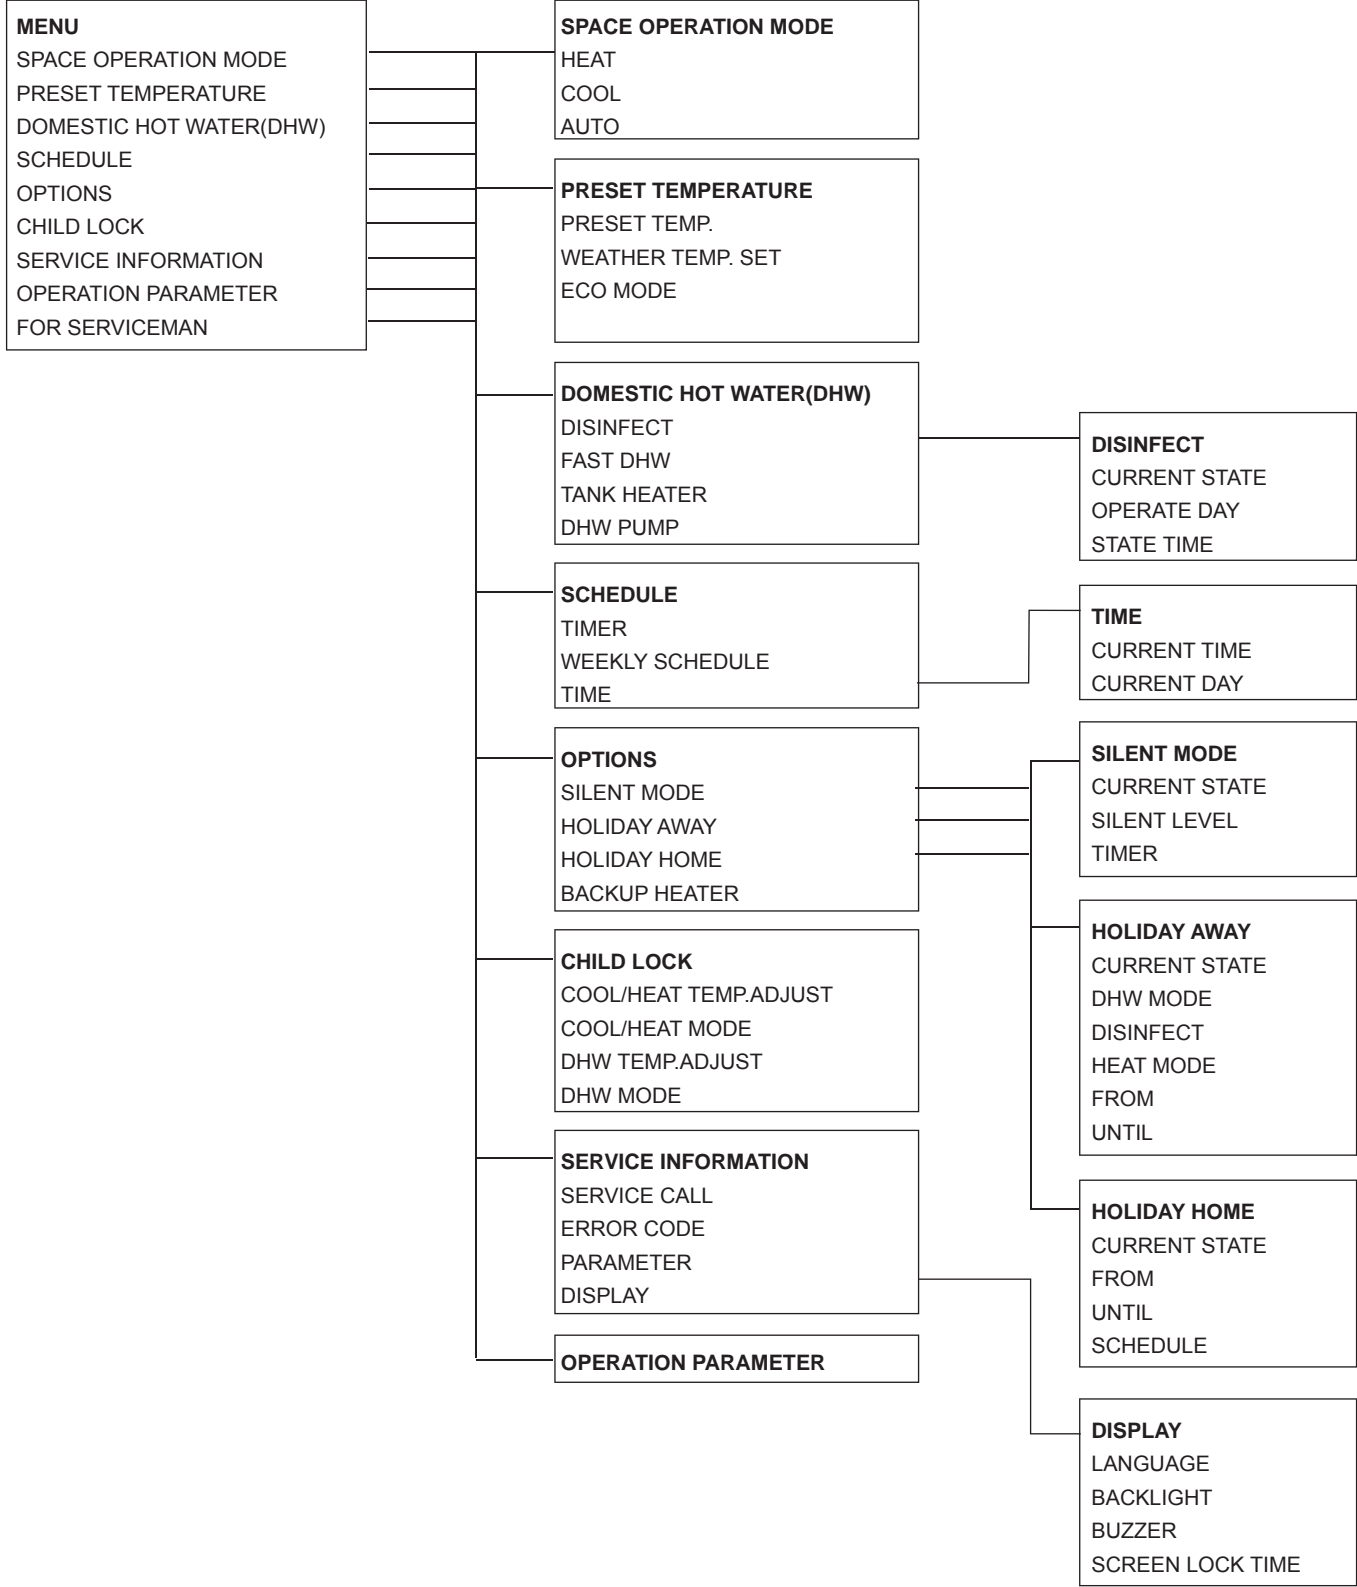 MENU
SPACE OPERATION MODE
PRESET TEMPERATURE
DOMESTIC HOT WATER(DHW)
SCHEDULE
OPTIONS
CHILD LOCK
SERVICE INFORMATION
OPERATION PARAMETER
FOR SERVICEMAN
SPACE OPERATION MODE
HEAT
COOL
AUTO
PRESET TEMPERATURE
PRESET TEMP.
WEATHER TEMP. SET
ECO MODE
DOMESTIC HOT WATER(DHW)
DISINFECT
FAST DHW
TANK HEATER
DHW PUMP
SCHEDULE
TIMER
WEEKLY SCHEDULE
TIME
OPTIONS
SILENT MODE
HOLIDAY AWAY
HOLIDAY HOME
BACKUP HEATER
CHILD LOCK
COOL/HEAT TEMP.ADJUST
COOL/HEAT MODE
DHW TEMP.ADJUST
DHW MODE
SERVICE INFORMATION
SERVICE CALL
ERROR CODE
PARAMETER
DISPLAY
OPERATION PARAMETER
DISINFECT
CURRENT STATE
OPERATE DAY
STATE TIME
TIME
CURRENT TIME
CURRENT DAY
SILENT MODE
CURRENT STATE
SILENT LEVEL
TIMER
HOLIDAY AWAY
CURRENT STATE
DHW MODE
DISINFECT
HEAT MODE
FROM
UNTIL
HOLIDAY HOME
CURRENT STATE
FROM
UNTIL
SCHEDULE
DISPLAY
LANGUAGE
BACKLIGHT
BUZZER
SCREEN LOCK TIME